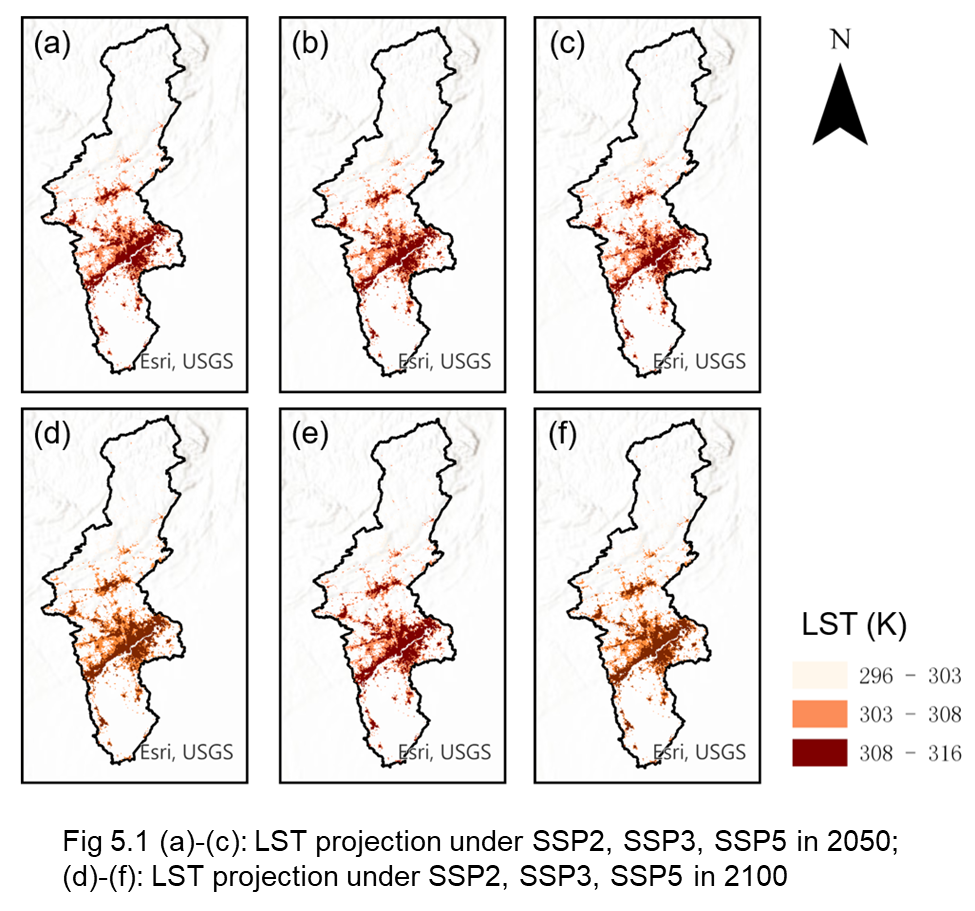 (a)
(b)
(c)
N
Esri, USGS
Esri, USGS
Esri, USGS
(d)
(e)
(f)
Esri, USGS
Esri, USGS
Esri, USGS
LST (K)
296 - 303
303 - 308
308 - 316
Fig 5.1 (a)-(c): LST projection under SSP2, SSP3, SSP5 in 2050;
(d)-(f): LST projection under SSP2, SSP3, SSP5 in 2100